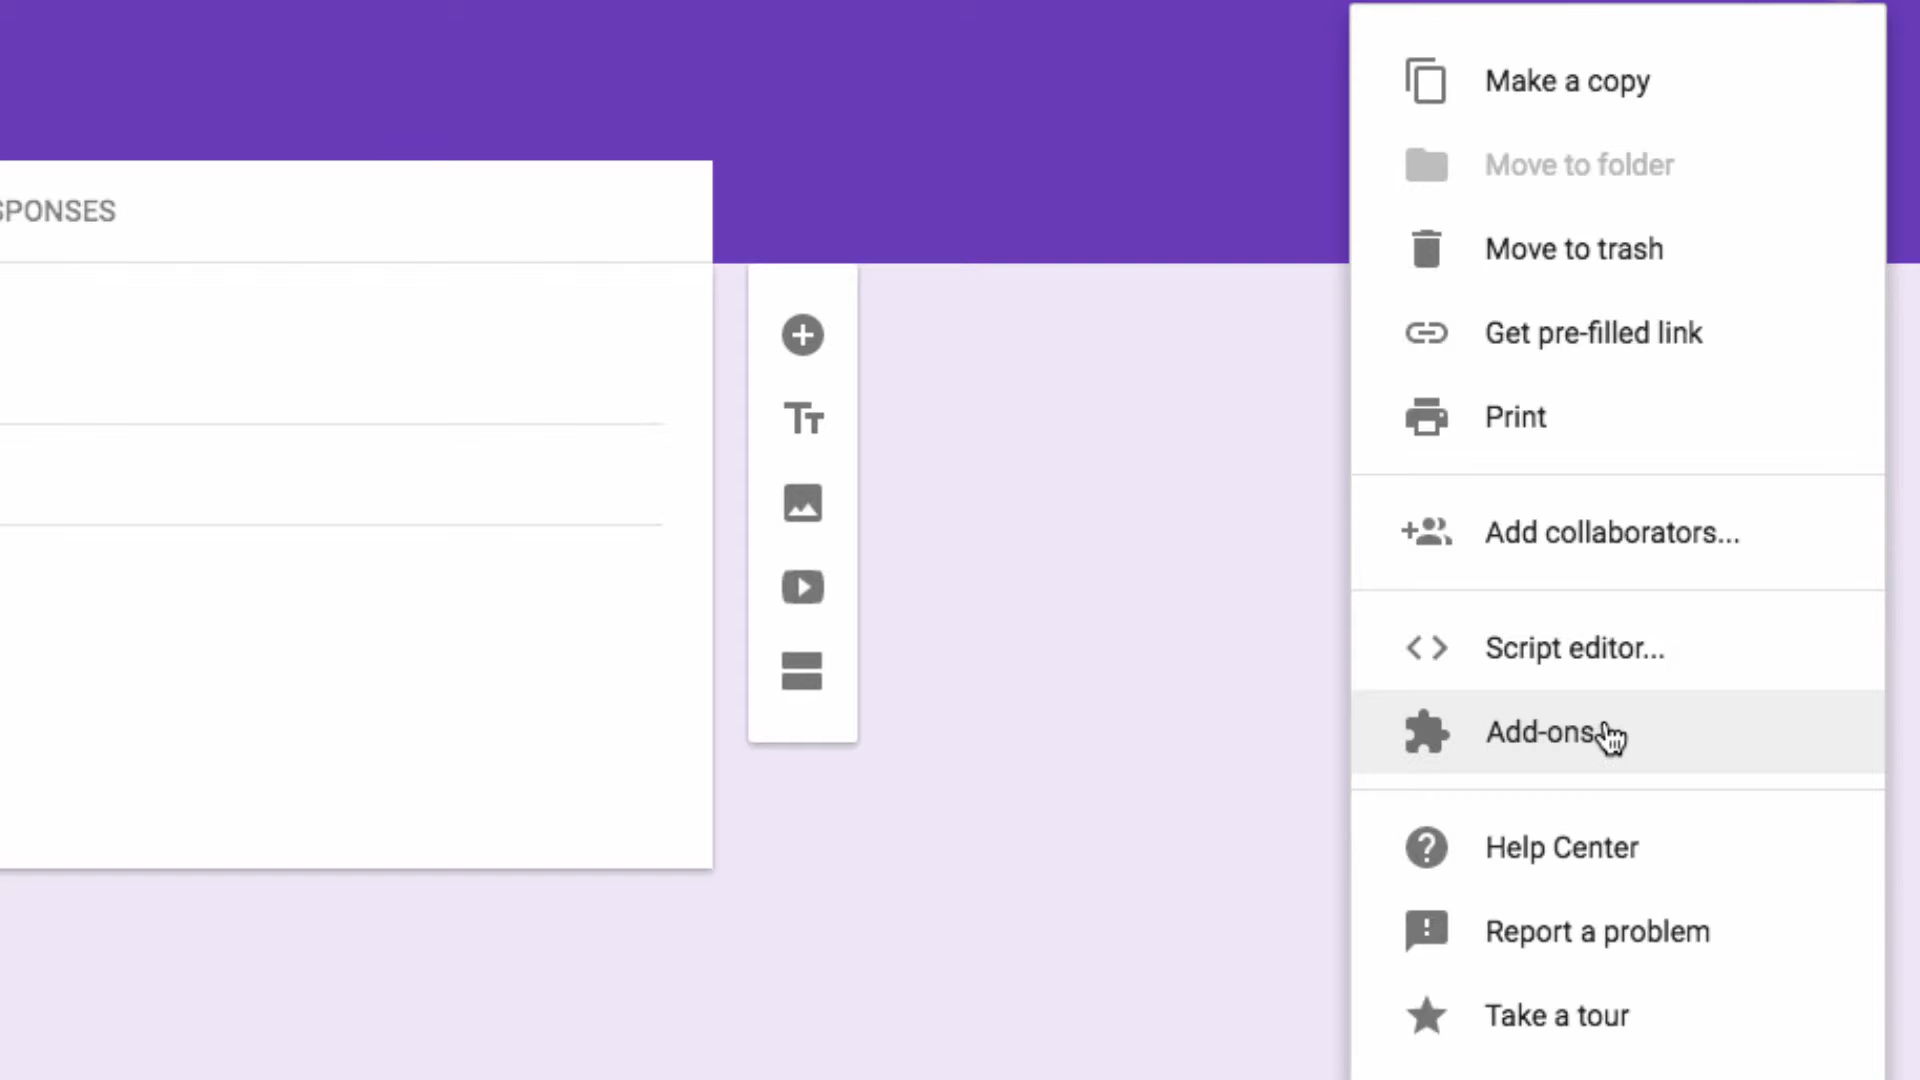 SPONSES
Make a copy
Move to folder
Move to trash
Get pre-filled link
Print
Add collaborators...
Script editor...
Add-ons
Help Center
Report a problem
Take a tour